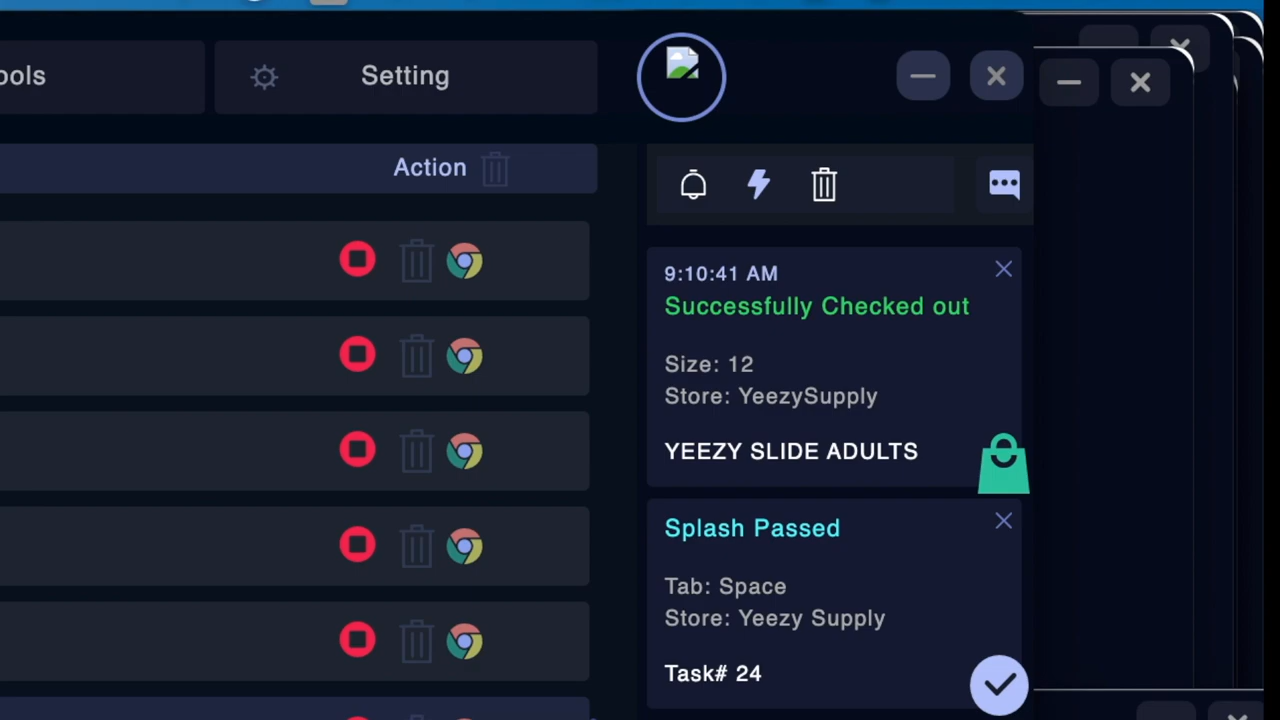 ools
Setting
Action
9:10:41 AM
Successfully Checked out
Size: 12
Store: YeezySupply
YEEZY SLIDE ADULTS
Splash Passed
Tab: Space
Store: Yeezy Supply
Task# 24